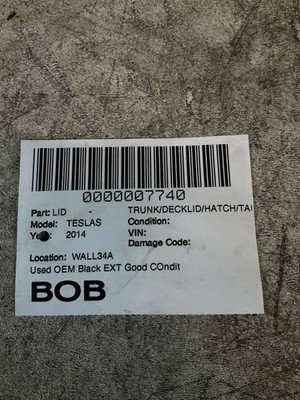 0000007740
Part: LID - TRUNK/DECKLID/HATCH/TAI
Model: TESLAS Condition:
2014 VIN:
Damage Code:
Location: WALL34A
Used OEM Black EXT Good COndit
BOB